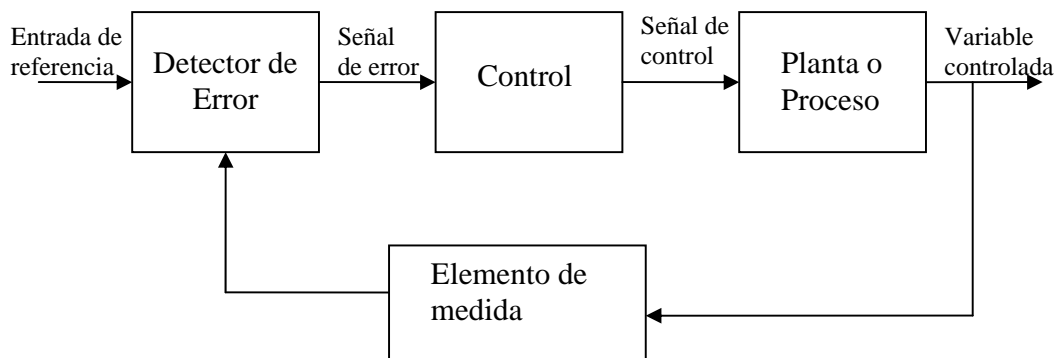 Entrada de
referencia
Detector de
Error
Señal
de error
Control
Señal de
control
Planta o
Proceso
Variable
controlada
Elemento de
medida